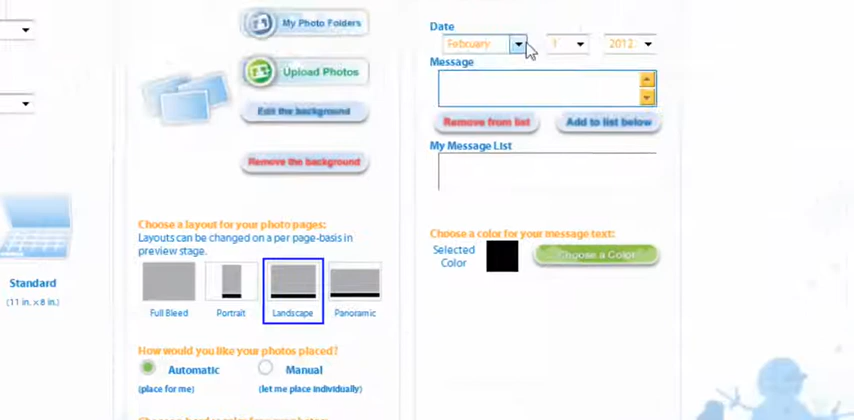 My Photo Folders
Upload Photos
Edit the background
Remove the background
Choose a layout for your photo pages:
Layouts can be changed on a per page-basis in
preview stage.
Full Bleed
Portrait
Landscape
Panoramic
How would you like your photos placed?
Automatic
Manual
(place for me)
(let me place individually)
Standard
(11 in. x 8 in.)
Date
February
1
2012
Message
Remove from list
Add to list below
My Message List
Choose a color for your message text:
Selected
Color
Choose a Color